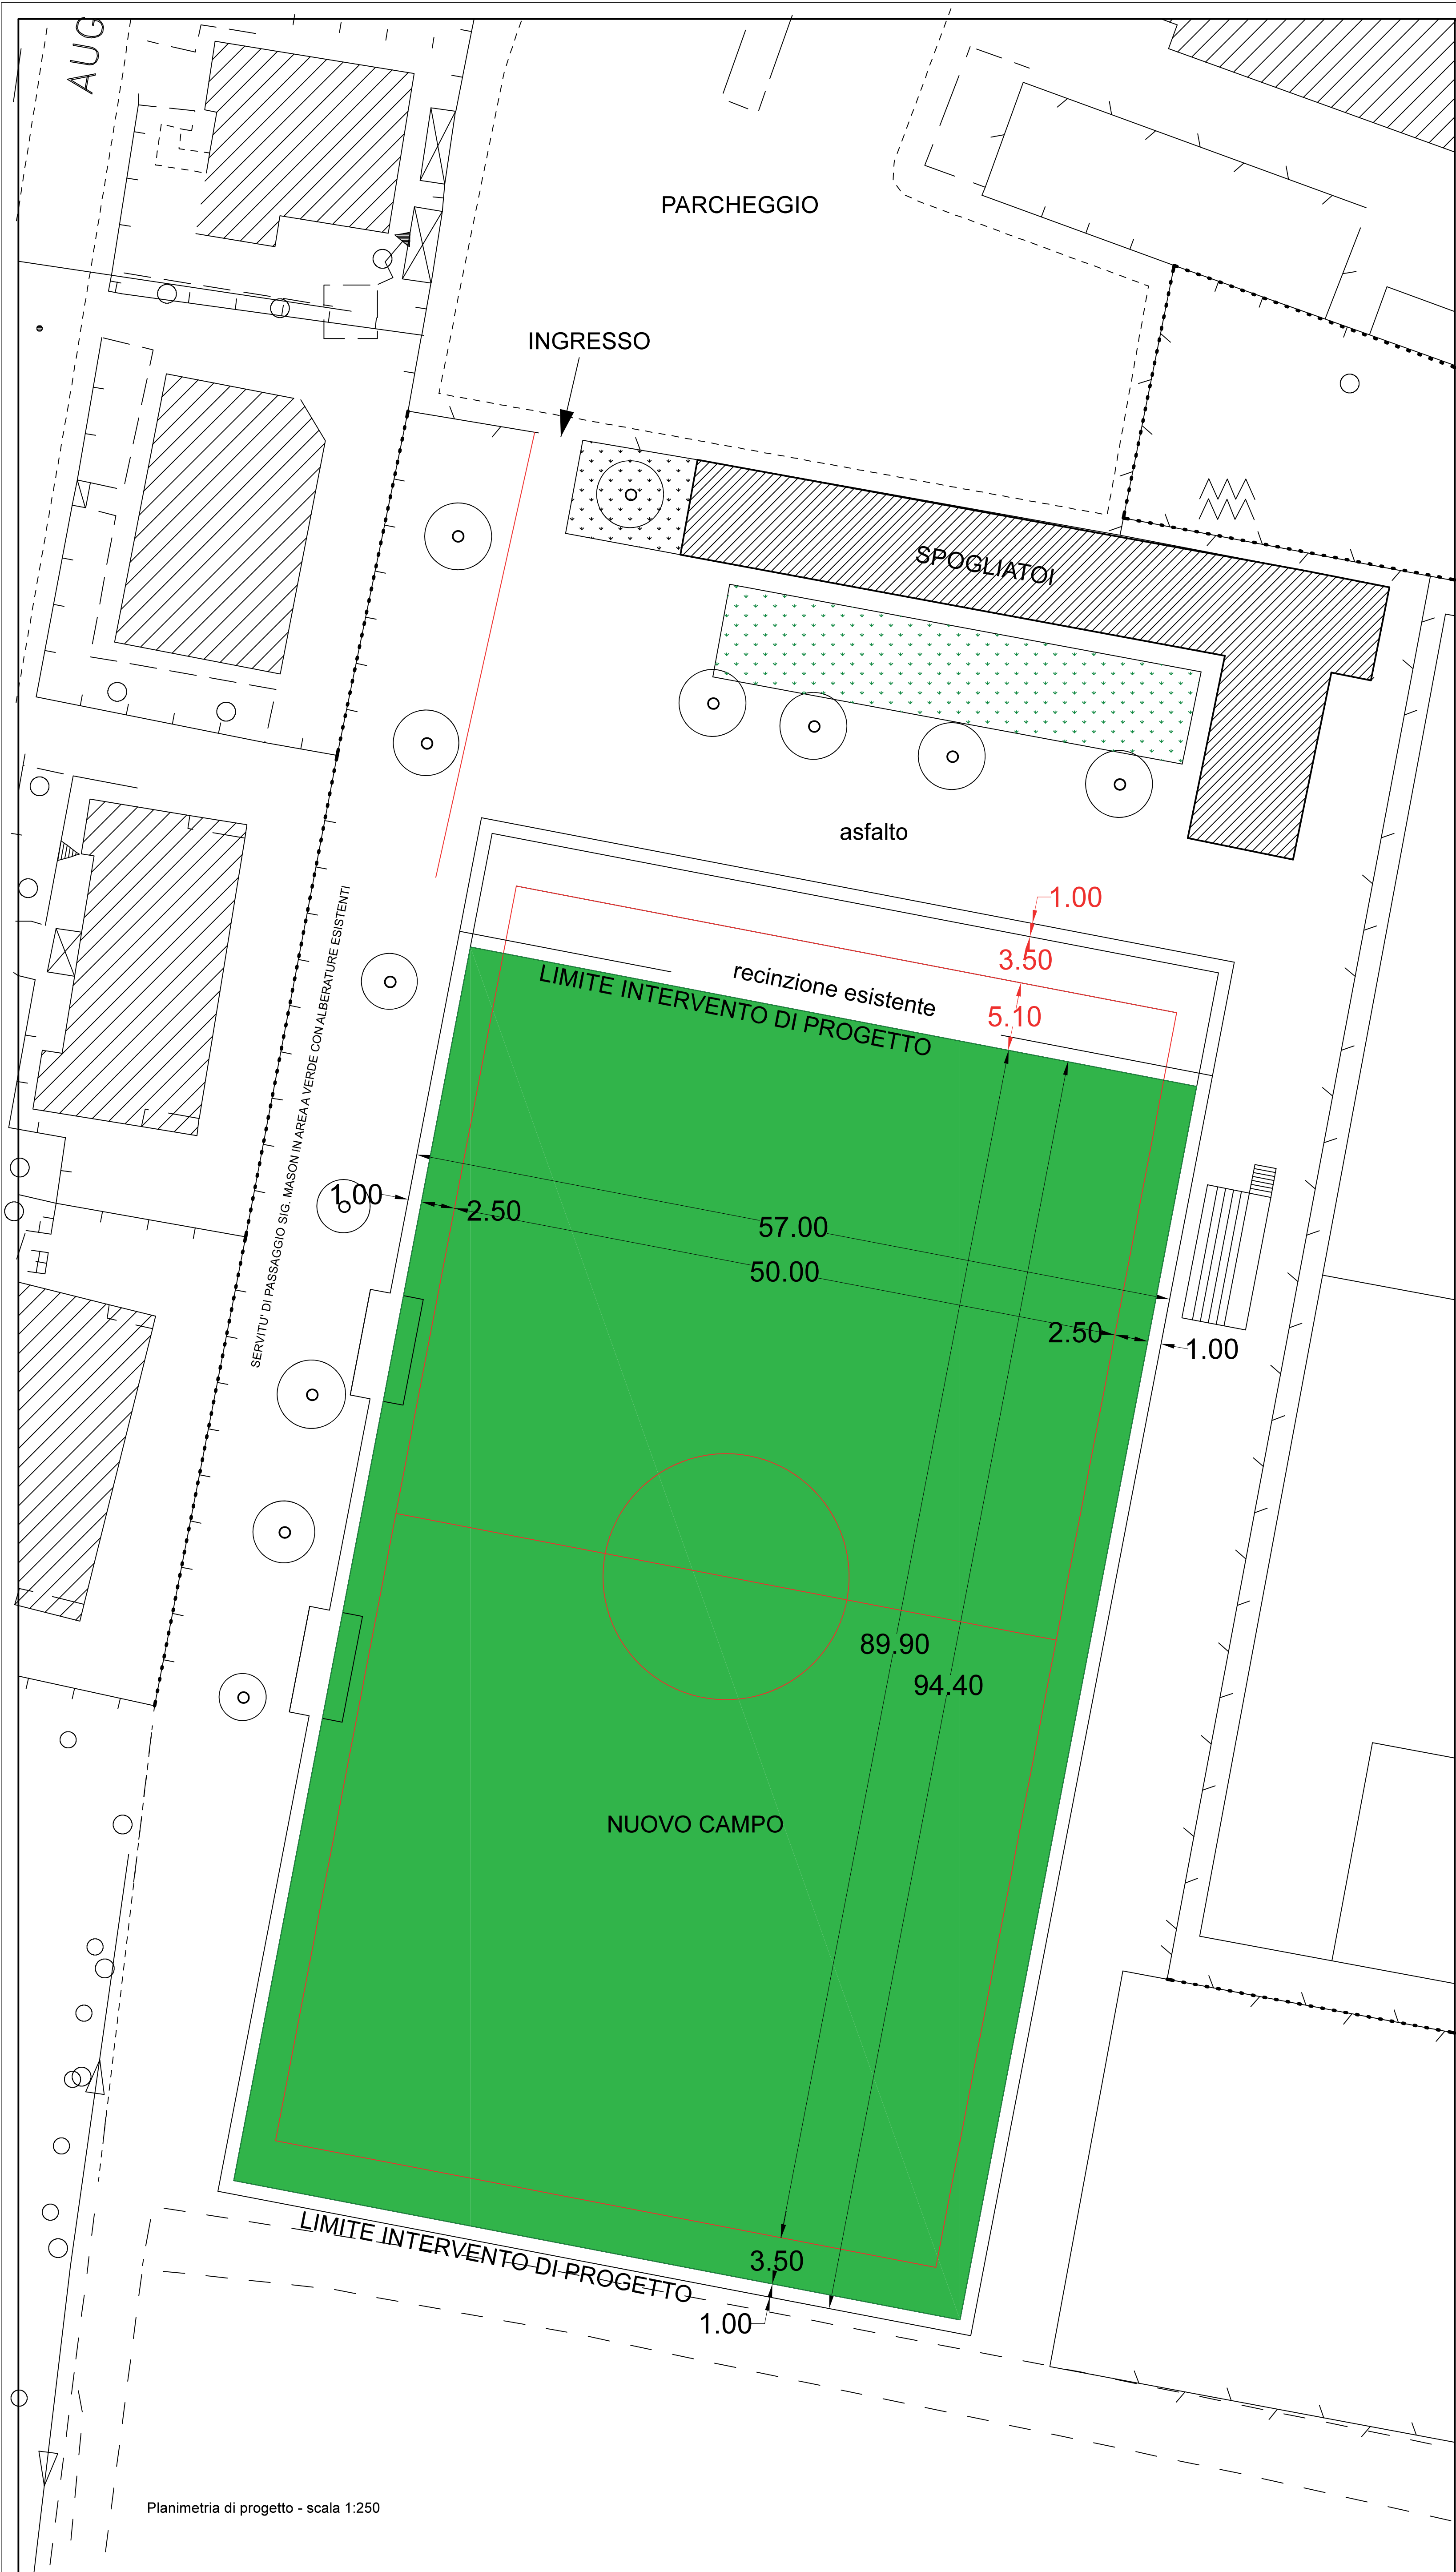 AUG
PARCHEGGIO
INGRESSO
SPOGLIATOI
asfalto
1.00
3.50
recinzione esistente
5.10
LIMITE INTERVENTO DI PROGETTO
SERVITU' DI PASSAGGIO SIG. MASON IN AREA A VERDE CON ALBERATURE ESISTENTI
1.00
2.50
57.00
50.00
2.50
1.00
89.90
94.40
NUOVO CAMPO
LIMITE INTERVENTO DI PROGETTO
3.50
1.00
Planimetria di progetto - scala 1:250